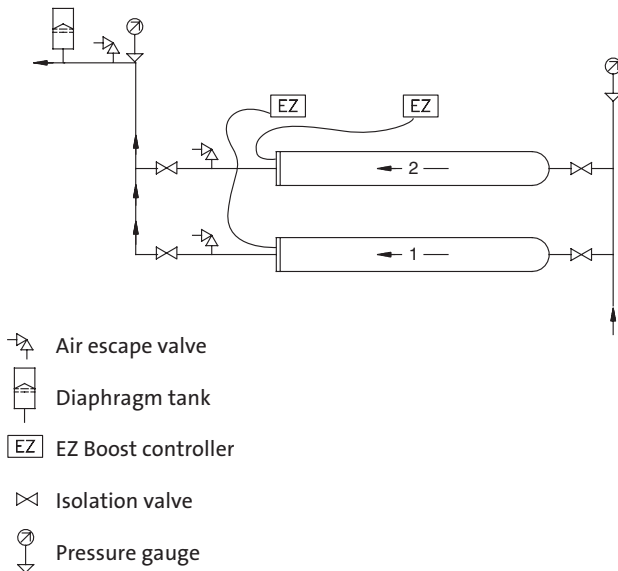 EZ EZ
2
1
Air escape valve
Diaphragm tank
EZ EZ Boost controller
Isolation valve
Pressure gauge